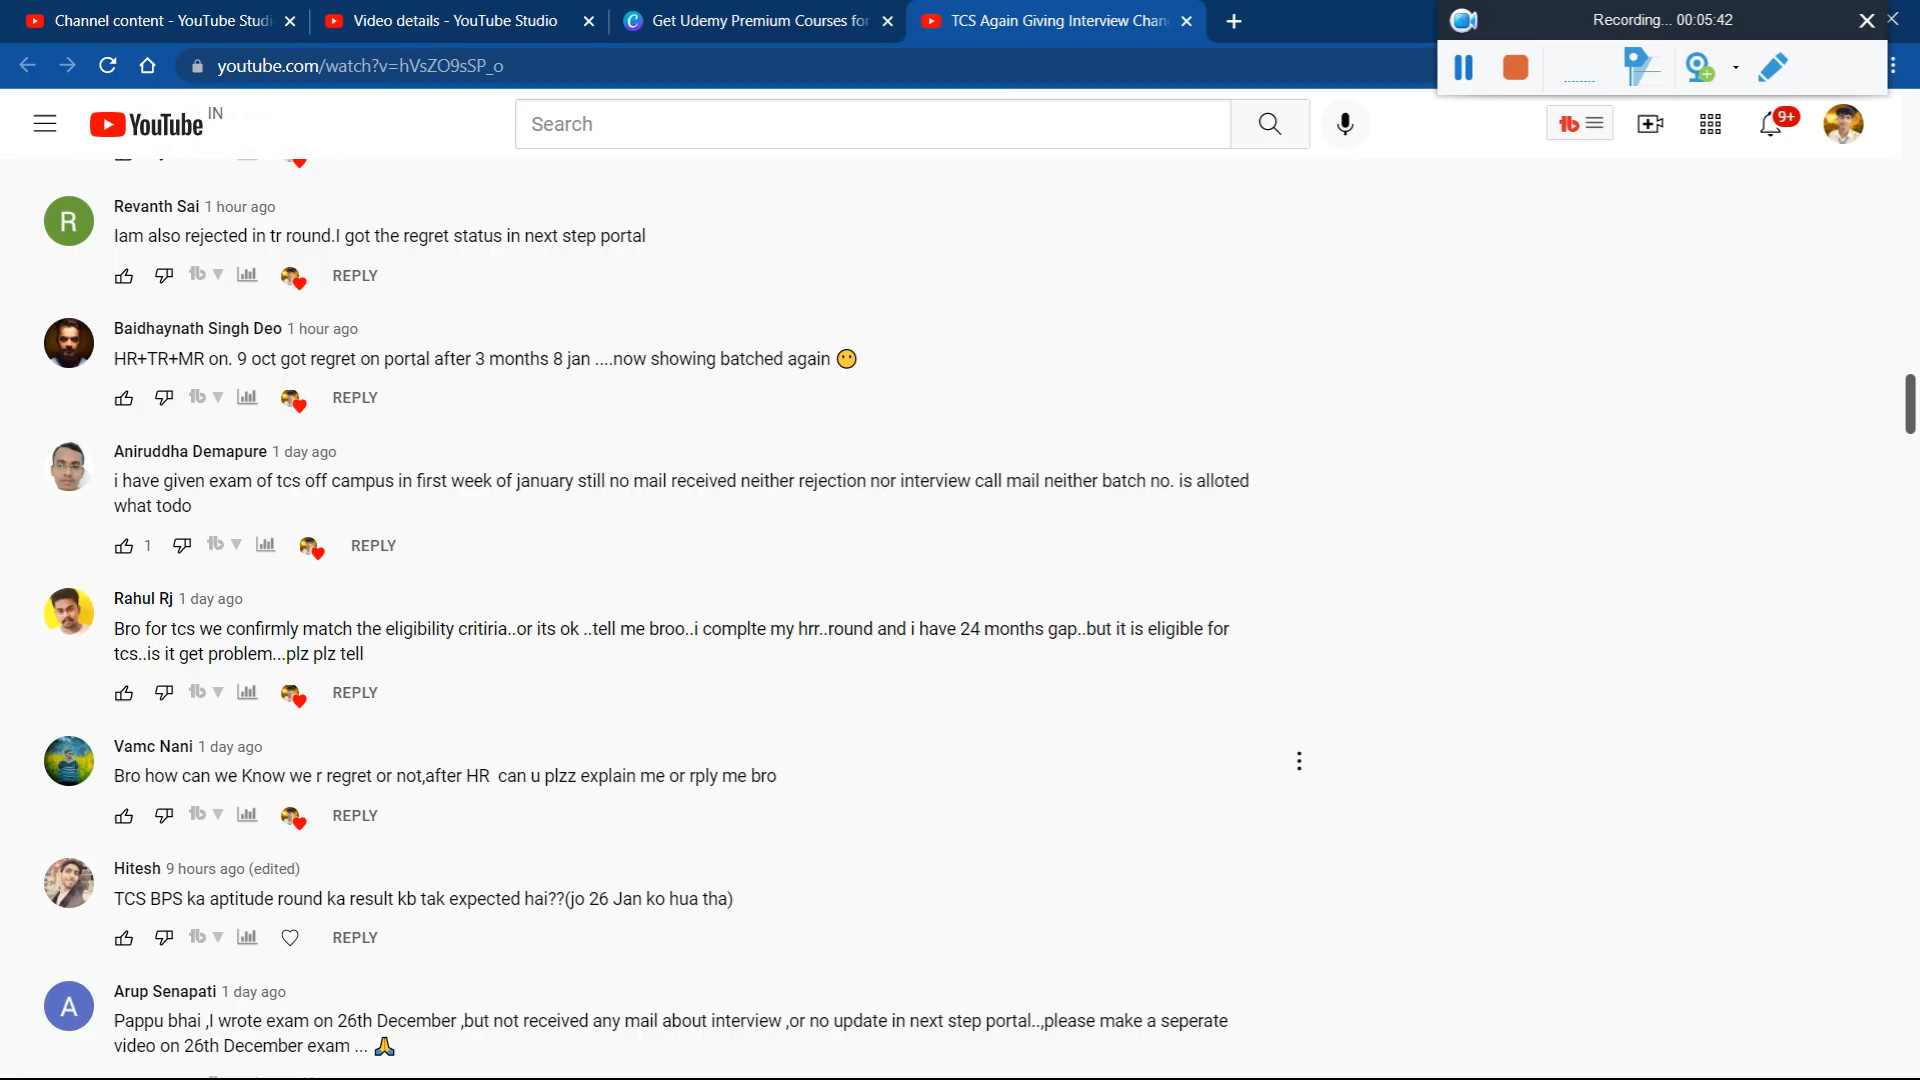 Channel content - YouTube Studi
Video details - YouTube Studio
Get Udemy Premium Courses for
TCS Again Giving Interview Chan
Recording... 00:05:42
youtube.com/watch?v=hVsZO9sSP_o
YouTube IN
Search
9+
Revanth Sai 1 hour ago
Iam also rejected in tr round.I got the regret status in next step portal
REPLY
Baidhaynath Singh Deo 1 hour ago
HR+TR+MR on. 9 oct got regret on portal after 3 months 8 jan ....now showing batched again 😶
REPLY
Aniruddha Demapure 1 day ago
i have given exam of tcs off campus in first week of january still no mail received neither rejection nor interview call mail neither batch no. is alloted
what todo
1 REPLY
Rahul Rj 1 day ago
Bro for tcs we confirmly match the eligibility critiria..or its ok ..tell me broo..i complte my hrr..round and i have 24 months gap..but it is eligible for
tcs..is it get problem...plz plz tell
REPLY
Vamc Nani 1 day ago
Bro how can we Know we r regret or not,after HR  can u plzz explain me or rply me bro
REPLY
Hitesh 9 hours ago (edited)
TCS BPS ka aptitude round ka result kb tak expected hai??(jo 26 Jan ko hua tha)
REPLY
Arup Senapati 1 day ago
Pappu bhai ,I wrote exam on 26th December ,but not received any mail about interview ,or no update in next step portal..,please make a seperate
video on 26th December exam ... 🙏